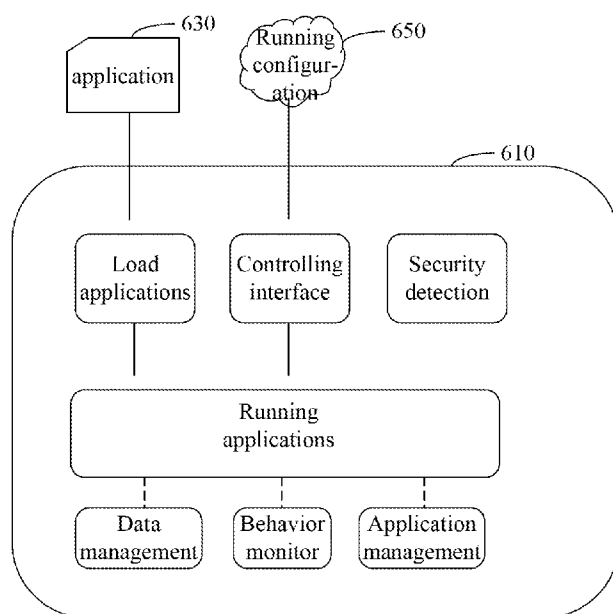 630
application
Running
configur-
ation
650
610
Load
applications
Controlling
interface
Security
detection
Running
applications
Data
management
Behavior
monitor
Application
management